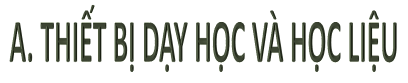 A. THIẾT BỊ DẠY HỌC VÀ HỌC LIỆU